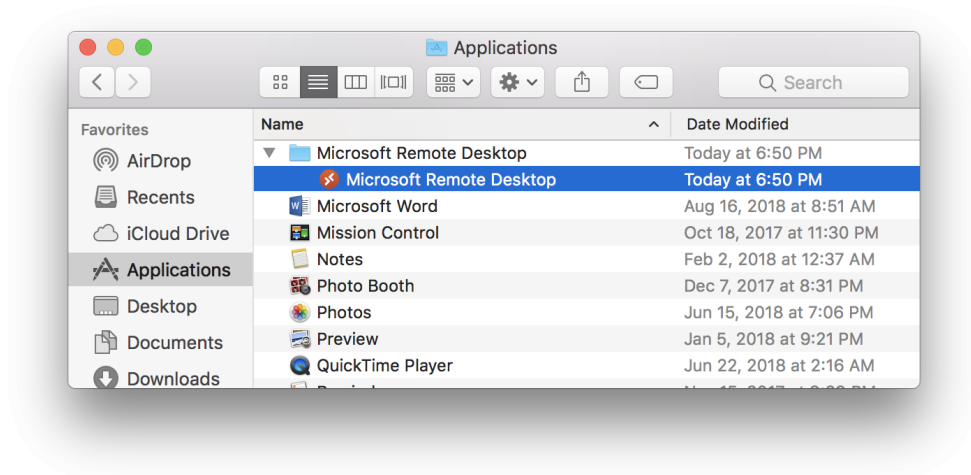 Applications
Search
Favorites
AirDrop
Recents
iCloud Drive
Applications
Desktop
Documents
Downloads
Name Date Modified
Microsoft Remote Desktop Today at 6:50 PM
Microsoft Remote Desktop Today at 6:50 PM
Microsoft Word Aug 16, 2018 at 8:51 AM
Mission Control Oct 18, 2017 at 11:30 PM
Notes Feb 2, 2018 at 12:37 AM
Photo Booth Dec 7, 2017 at 8:31 PM
Photos Jun 15, 2018 at 7:06 PM
Preview Jan 5, 2018 at 9:21 PM
QuickTime Player Jun 22, 2018 at 2:16 AM